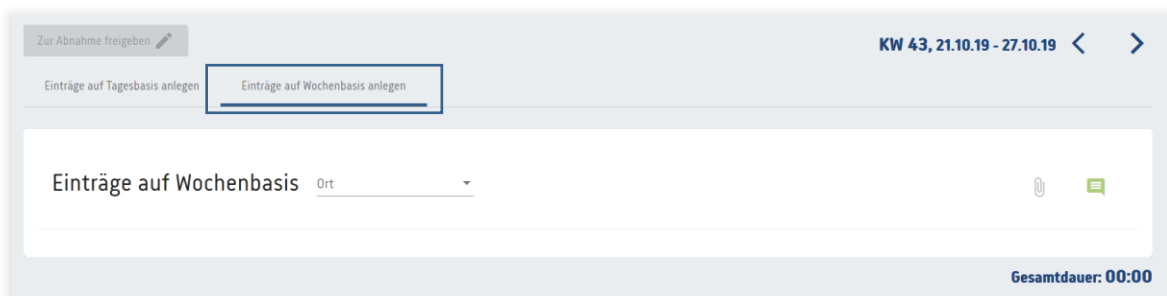 Zur Abnahme freigeben
KW 43, 21.10.19 - 27.10.19
Einträge auf Tagesbasis anlegen
Einträge auf Wochenbasis anlegen
Einträge auf Wochenbasis Ort
Gesamtdauer: 00:00